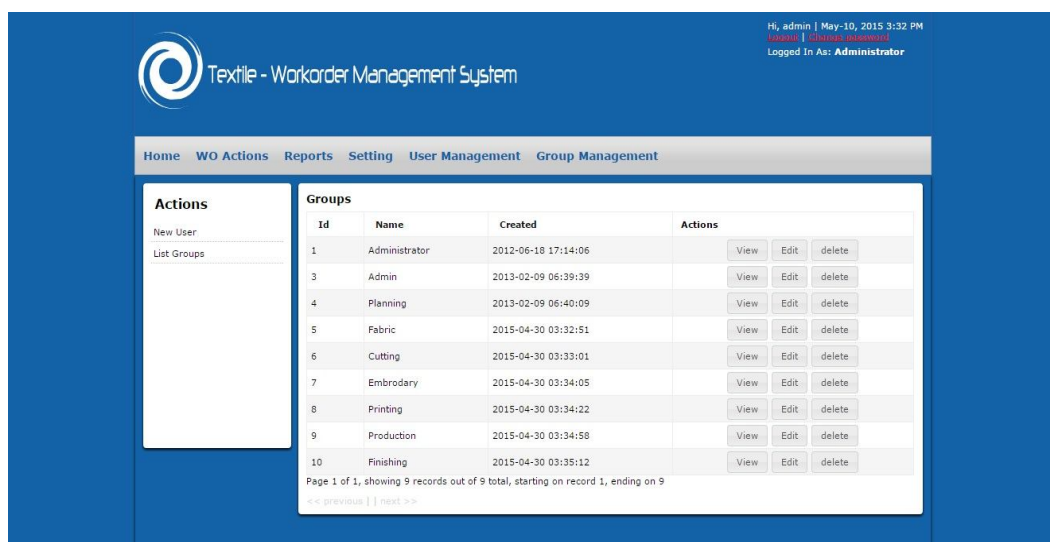 Hi, admin | May-10, 2015 3:32 PM
Logout | Change password
Logged In As: Administrator
Textile - Workorder Management System
Home WO Actions Reports Setting User Management Group Management
Actions
New User
List Groups
Groups
Id Name Created Actions
1 Administrator 2012-06-18 17:14:06 View Edit delete
3 Admin 2013-02-09 06:39:39 View Edit delete
4 Planning 2013-02-09 06:40:09 View Edit delete
5 Fabric 2015-04-30 03:32:51 View Edit delete
6 Cutting 2015-04-30 03:33:01 View Edit delete
7 Embrodary 2015-04-30 03:34:05 View Edit delete
8 Printing 2015-04-30 03:34:22 View Edit delete
9 Production 2015-04-30 03:34:58 View Edit delete
10 Finishing 2015-04-30 03:35:12 View Edit delete
Page 1 of 1, showing 9 records out of 9 total, starting on record 1, ending on 9
<< previous | | next >>